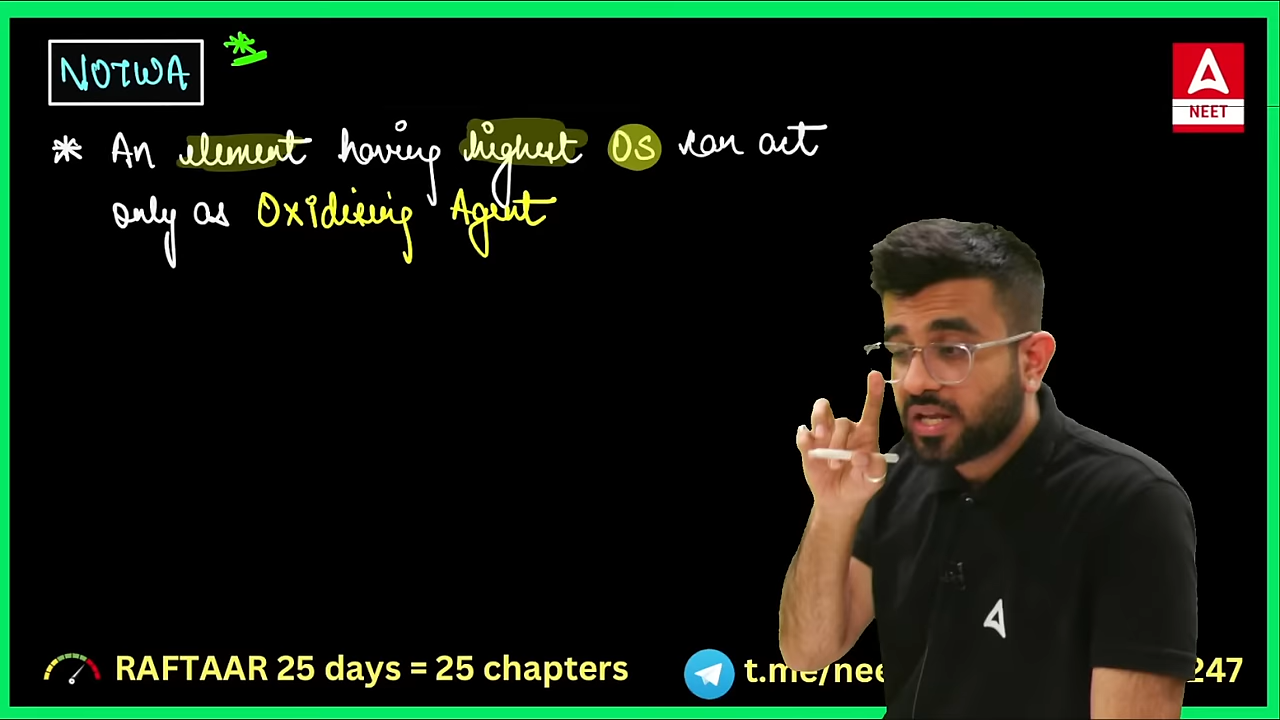 NOTWA *
* An element having highest OS can act
only as Oxidising Agent
NEET
RAFTAAR 25 days = 25 chapters
t.me/nee 247